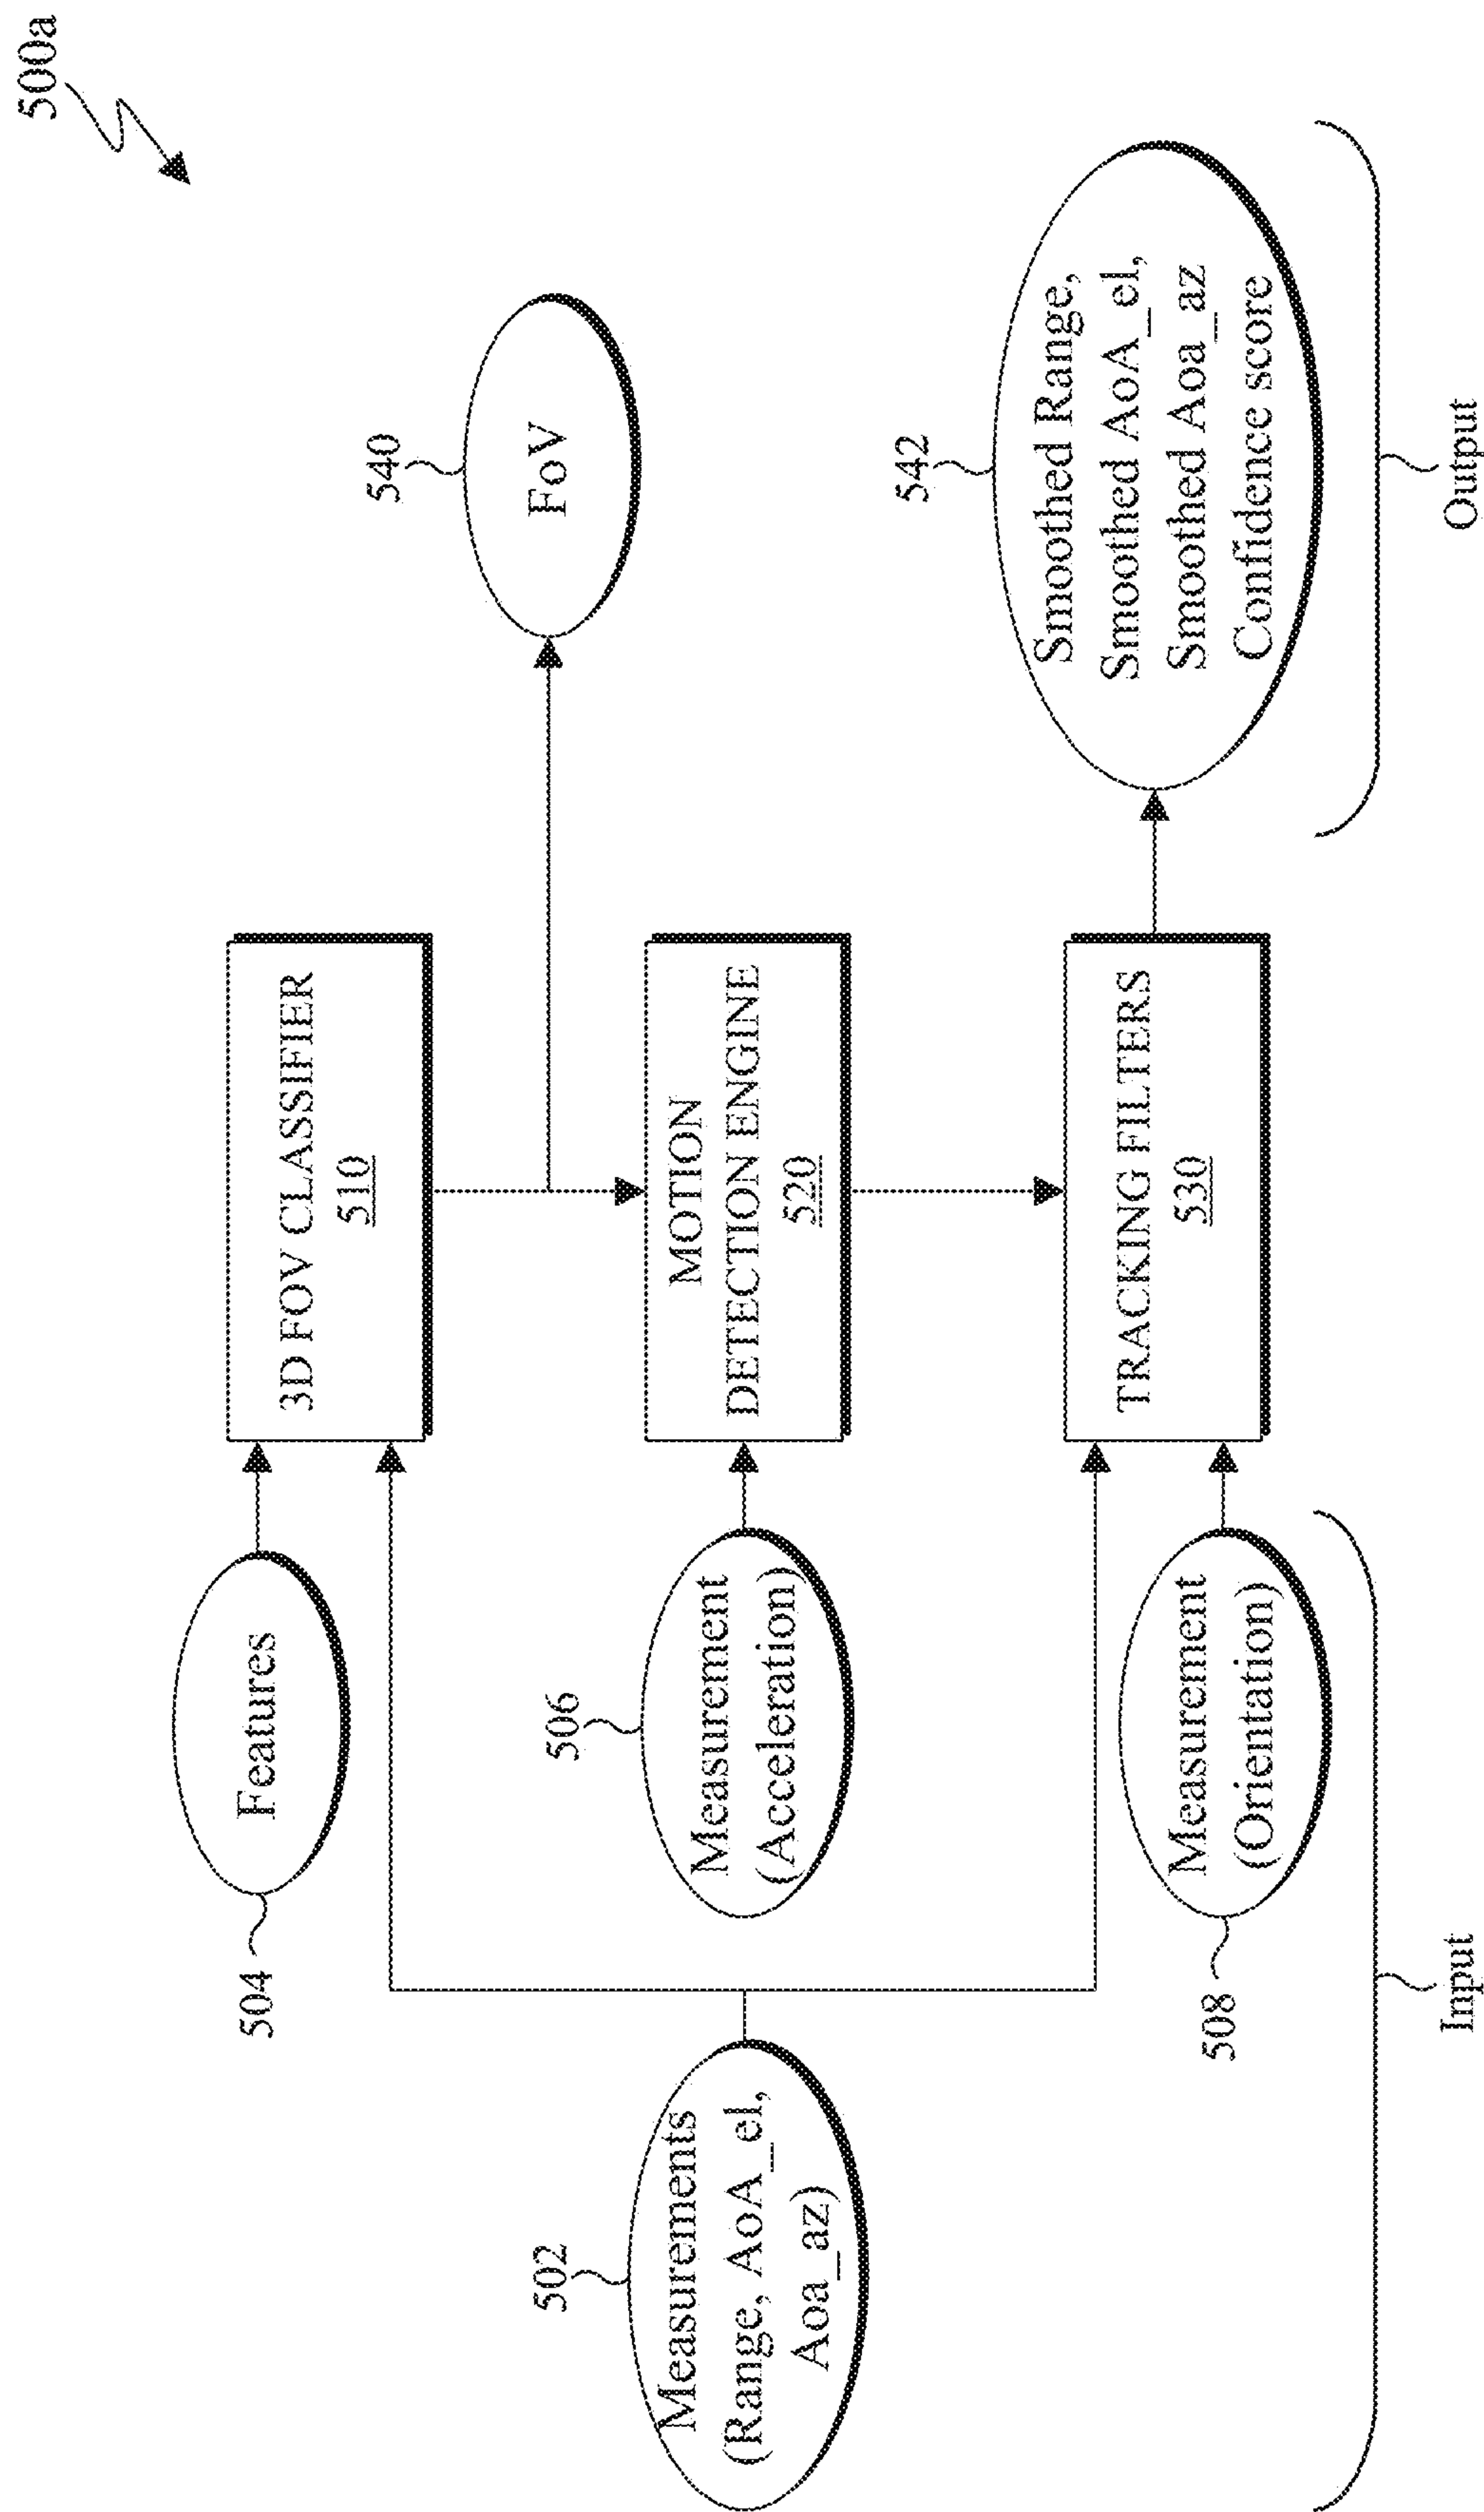 500a
504
Features
3D FOV CLASSIFIER
510
540
FoV
502
Measurements
(Range, AoA_el,
Aoa_az)
506
Measurement
(Acceleration)
MOTION
DETECTION ENGINE
520
508
Measurement
(Orientation)
TRACKING FILTERS
530
542
Smoothed Range,
Smoothed AoA_el,
Smoothed Aoa_az
Confidence score
Input
Output